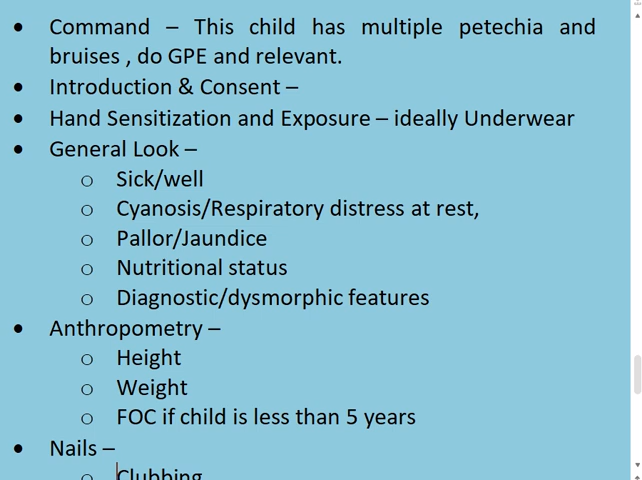 • Command – This child has multiple petechia and
bruises , do GPE and relevant.
• Introduction & Consent –
• Hand Sensitization and Exposure – ideally Underwear
• General Look –
o Sick/well
o Cyanosis/Respiratory distress at rest,
o Pallor/Jaundice
o Nutritional status
o Diagnostic/dysmorphic features
• Anthropometry –
o Height
o Weight
o FOC if child is less than 5 years
• Nails –
o Clubbing